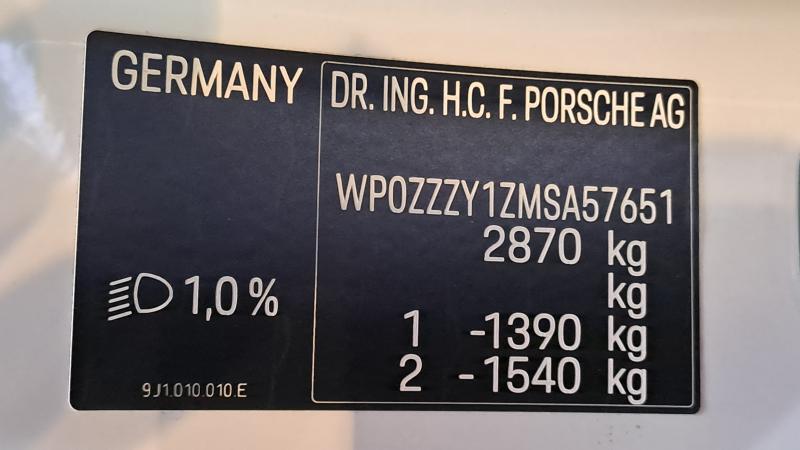 GERMANY
DR. ING. H.C. F. PORSCHE AG
WP0ZZZY1ZMSA57651
2870 kg
kg
1 -1390 kg
2 -1540 kg
1,0 %
9J1.010.010.E